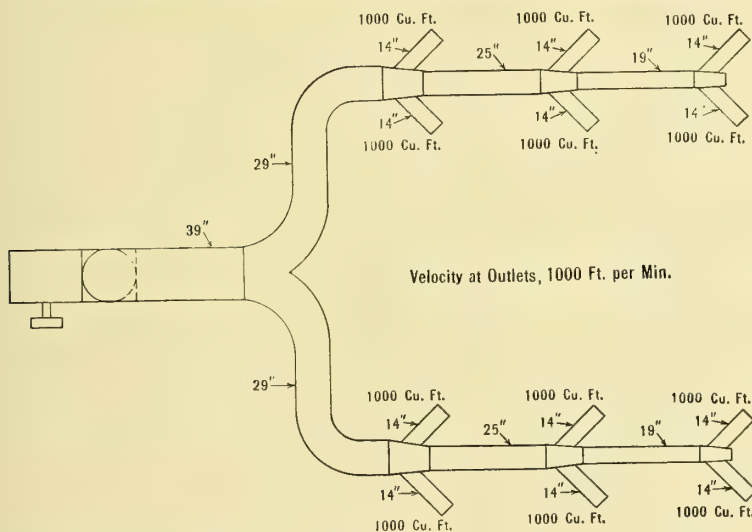 1000 Cu. Ft. 1000 Cu. Ft. 1000 Cu. Ft.
14" 25" 14" 19" 14"
14" 14" 14"
1000 Cu. Ft. 1000 Cu. Ft. 1000 Cu. Ft.
29"
39"
Velocity at Outlets, 1000 Ft. per Min.
29"
1000 Cu. Ft. 1000 Cu. Ft. 1000 Cu. Ft.
14" 25" 14" 19" 14"
14" 14" 14"
1000 Cu. Ft. 1000 Cu. Ft. 1000 Cu. Ft.